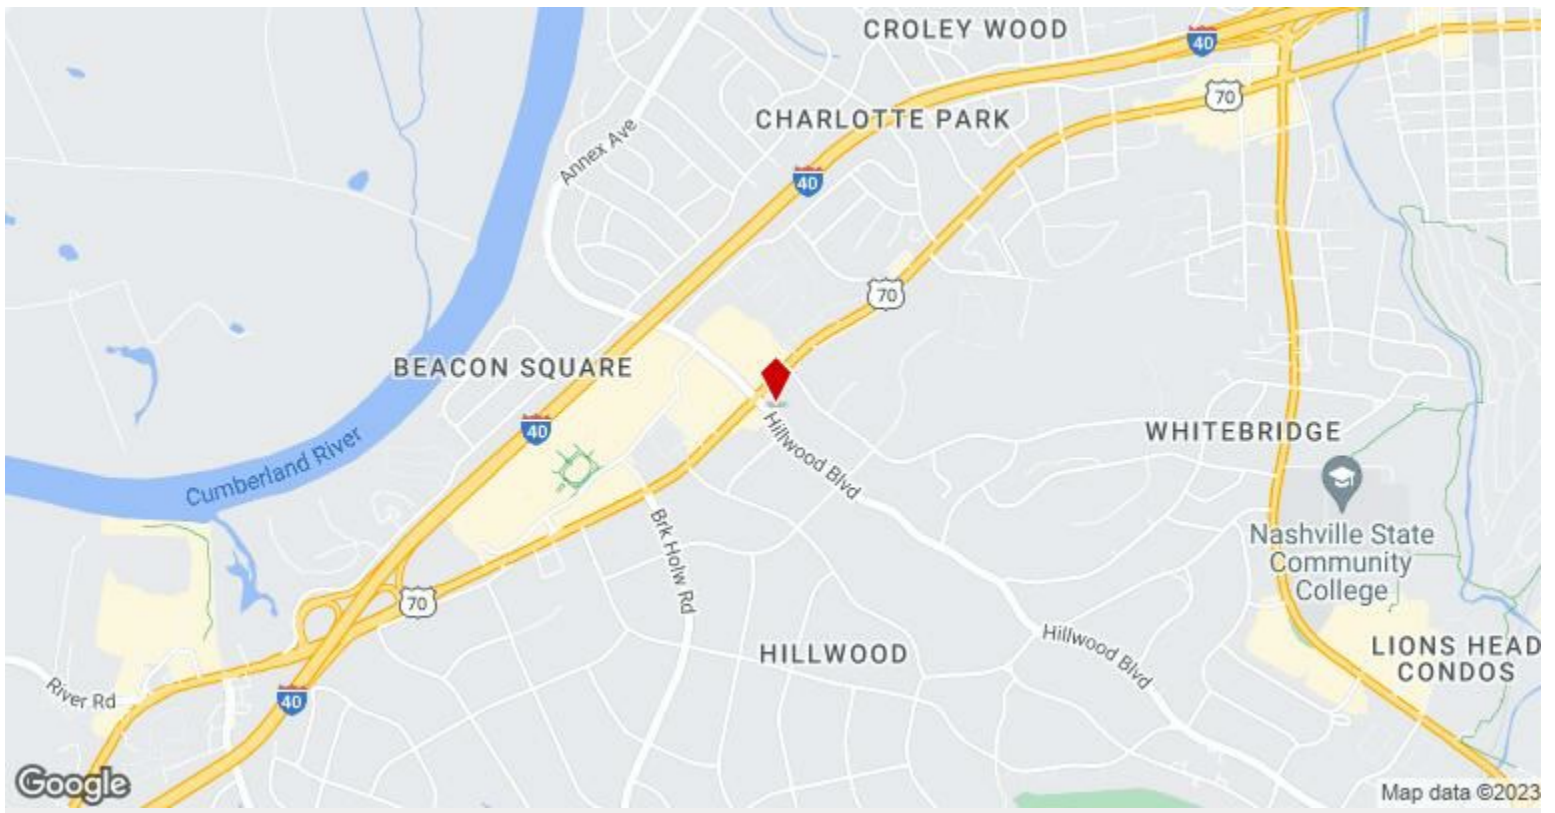 CROLEY WOOD
40
70
CHARLOTTE PARK
Annex Ave
40
70
BEACON SQUARE
40
Hillwood Blvd
WHITEBRIDGE
Cumberland River
Brk Holw Rd
Nashville State
Community
College
70
Hillwood Blvd
HILLWOOD
LIONS HEAD
CONDOS
River Rd
40
Google
Map data ©2023